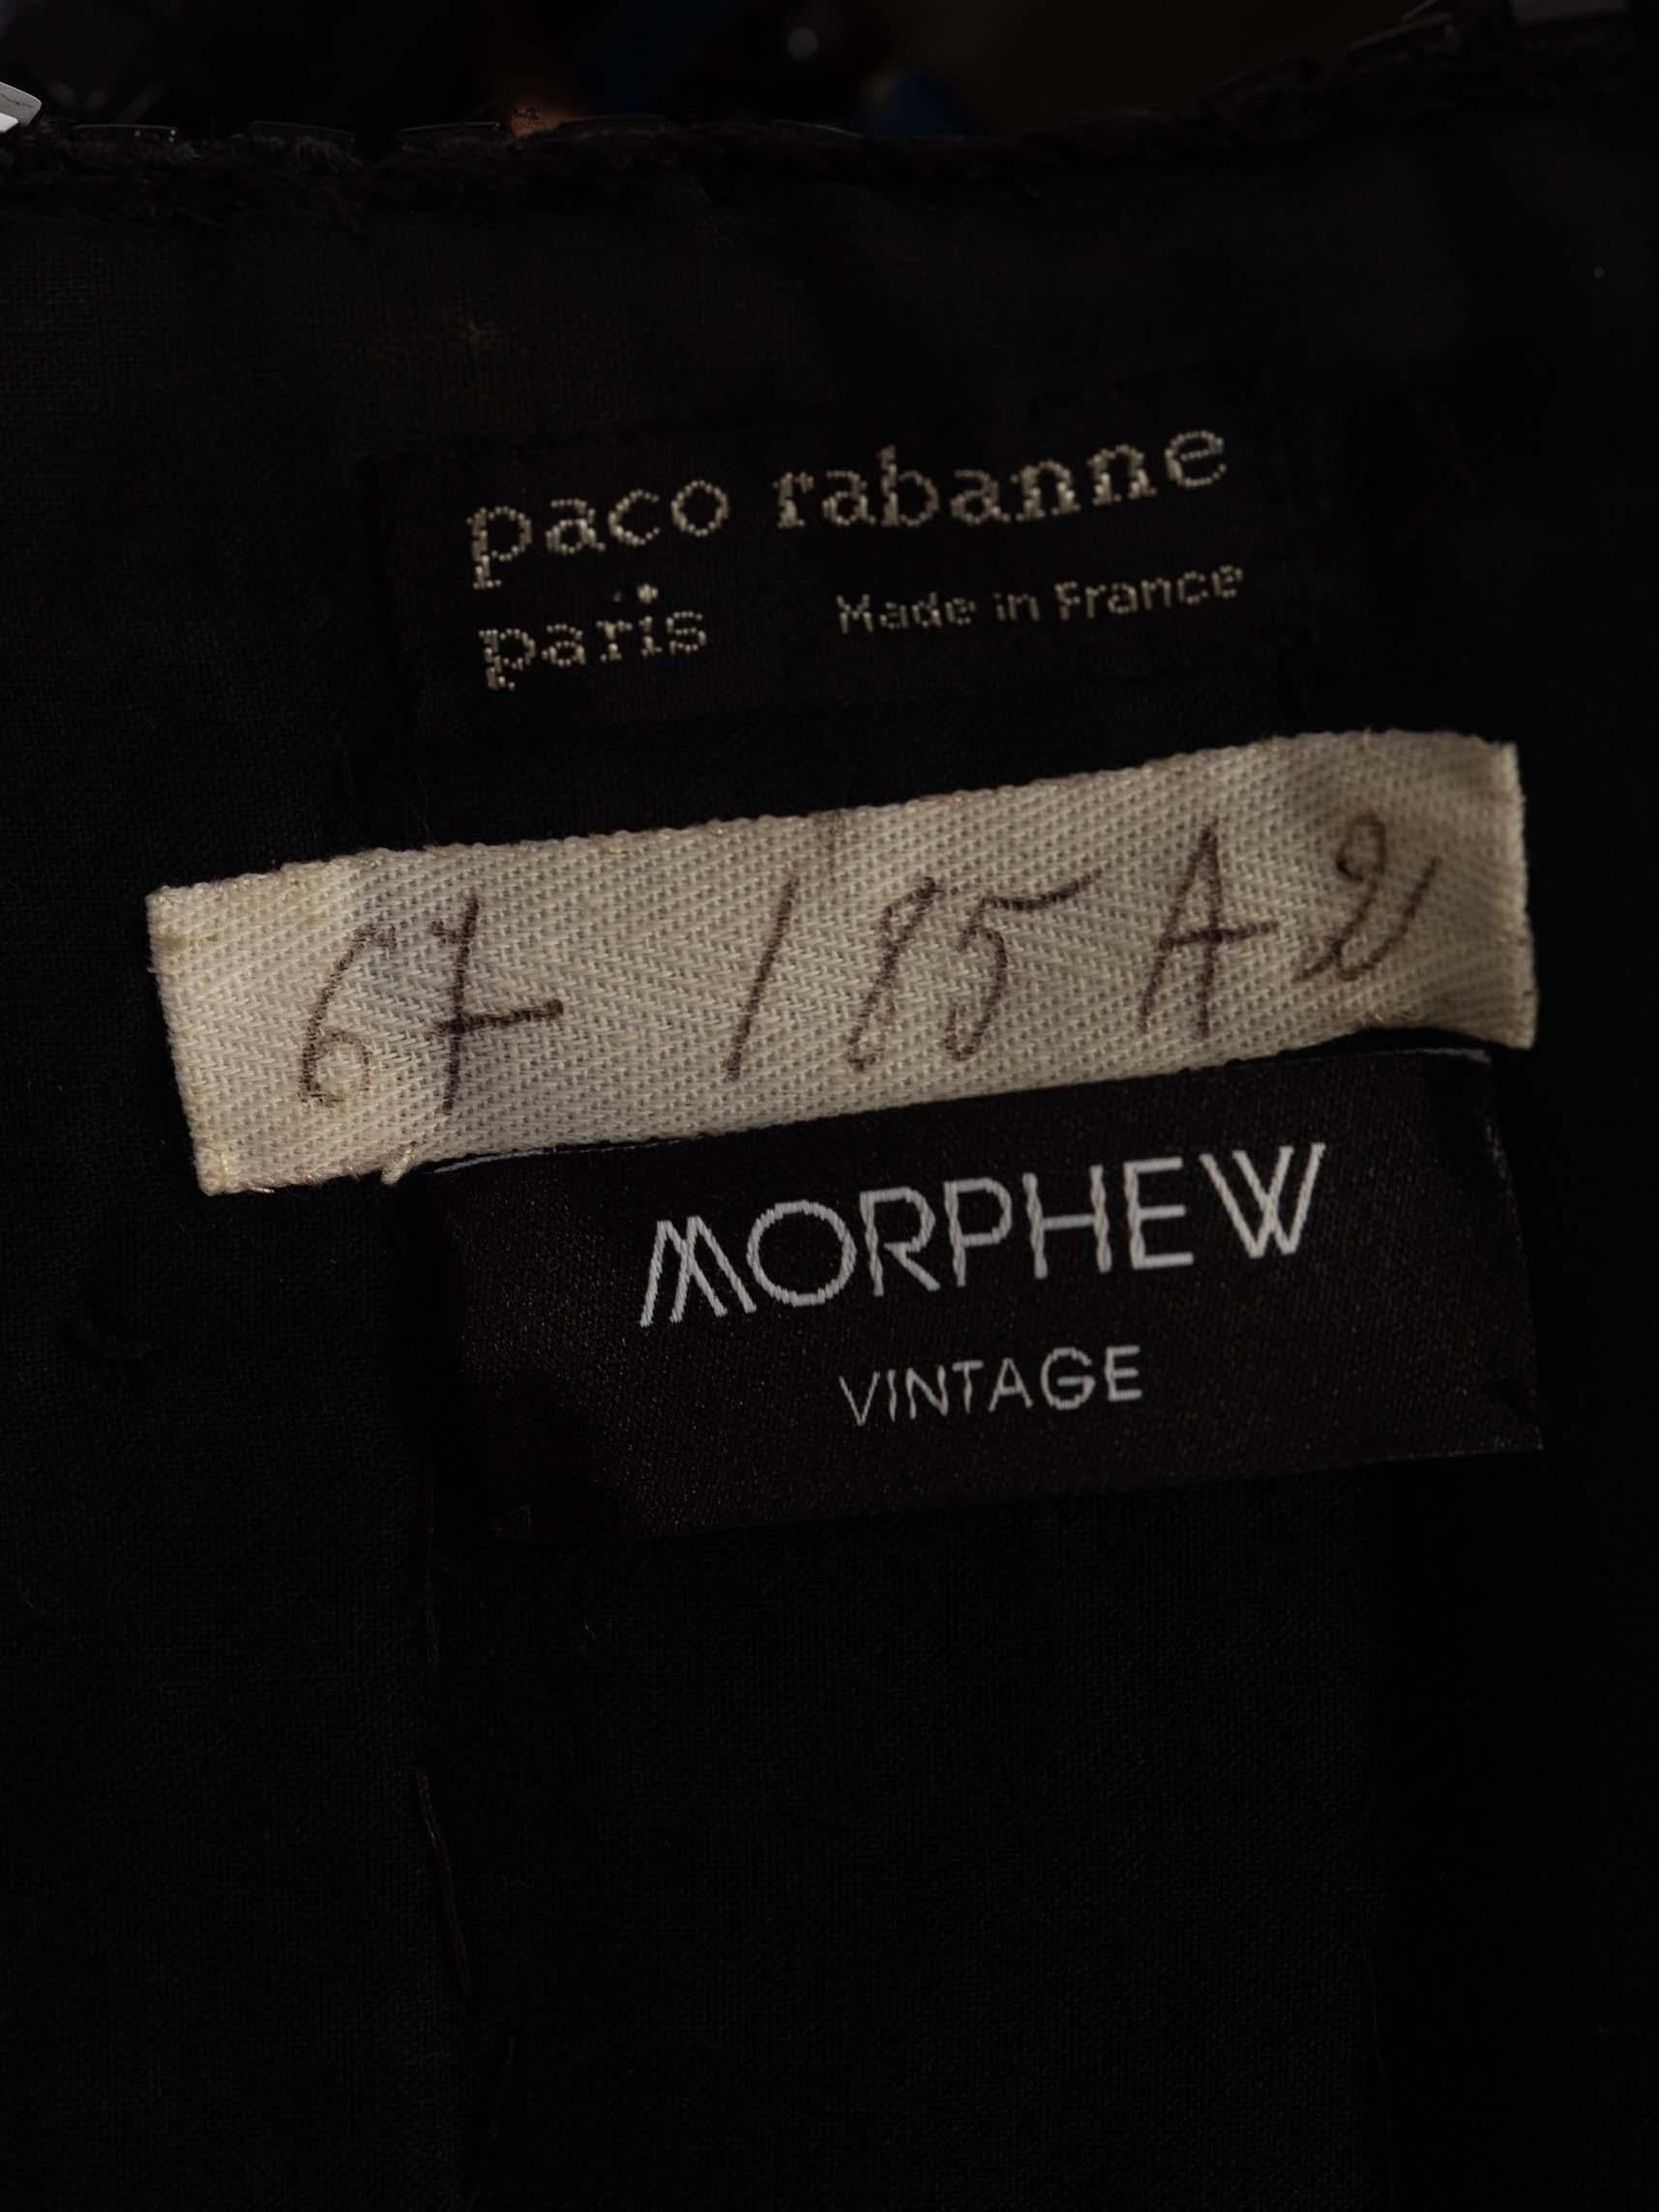 paco rabanne
paris Made in France
67 185 A2
MORPHEW
VINTAGE